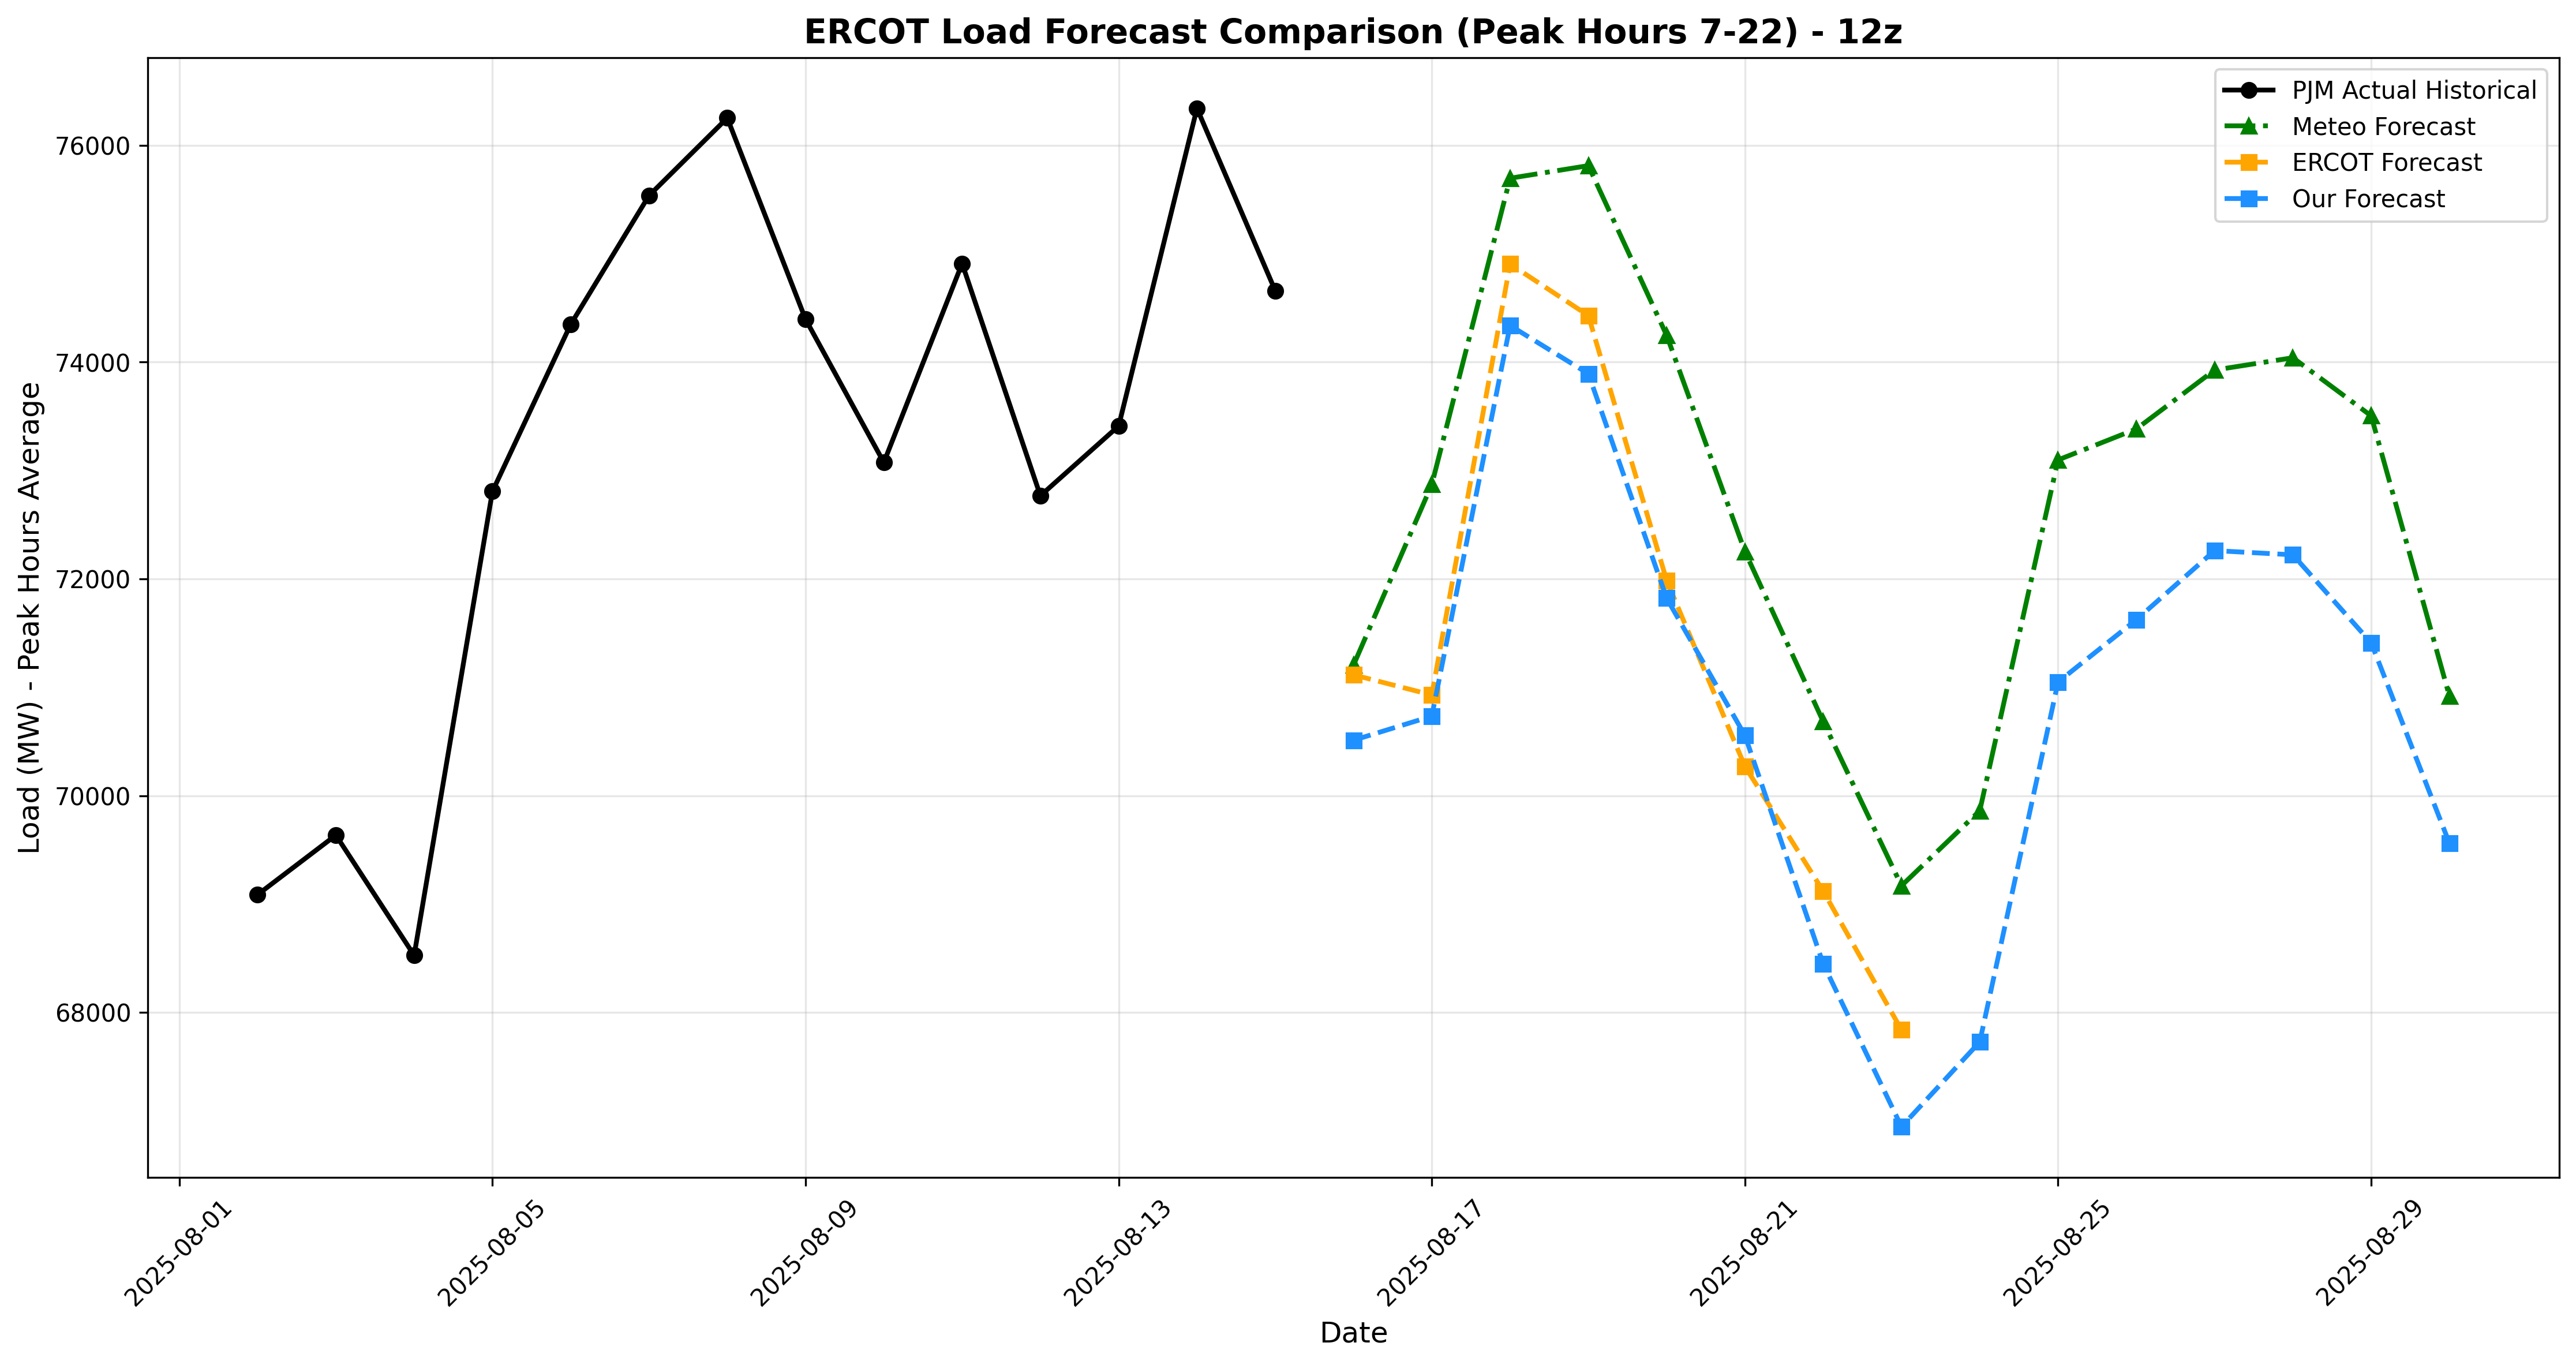 ERCOT Load Forecast Comparison (Peak Hours 7-22) - 12z
PJM Actual Historical
Meteo Forecast
ERCOT Forecast
Our Forecast
Load (MW) - Peak Hours Average
76000
74000
72000
70000
68000
2025-08-01
2025-08-05
2025-08-09
2025-08-13
2025-08-17
2025-08-21
2025-08-25
2025-08-29
Date